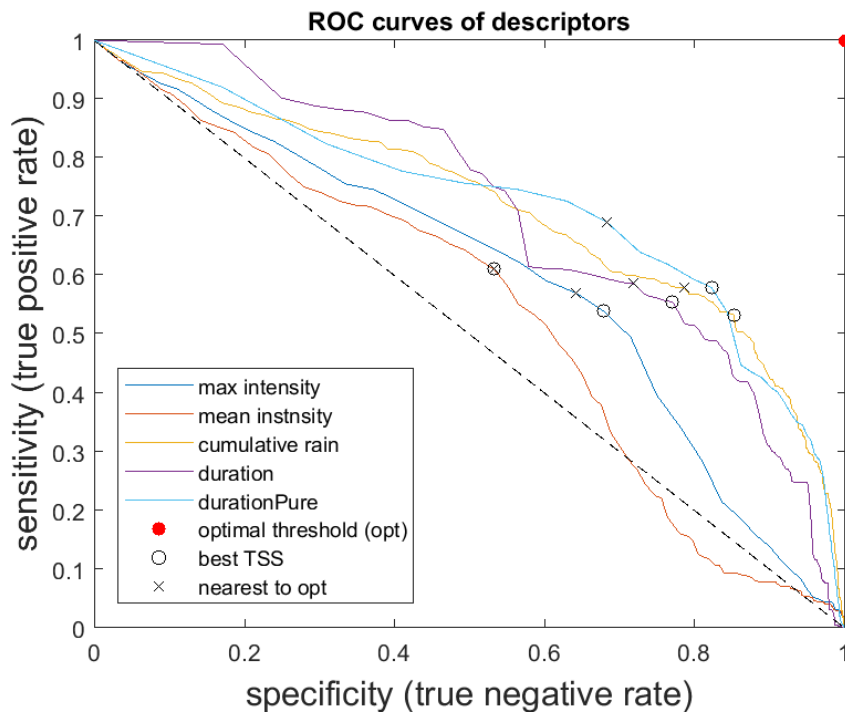 ROC curves of descriptors
sensitivity (true positive rate)
1
0.9
0.8
0.7
0.6
0.5
0.4
0.3
0.2
0.1
0
max intensity
mean instnsity
cumulative rain
duration
durationPure
optimal threshold (opt)
best TSS
nearest to opt
0 0.2 0.4 0.6 0.8 1
specificity (true negative rate)